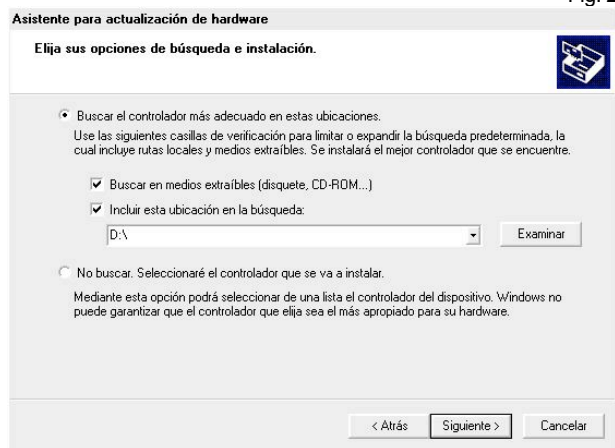 Asistente para actualización de hardware
Elija sus opciones de búsqueda e instalación.
Buscar el controlador más adecuado en estas ubicaciones.
Use las siguientes casillas de verificación para limitar o expandir la búsqueda predeterminada, la
cual incluye rutas locales y medios extraíbles. Se instalará el mejor controlador que se encuentre.
Buscar en medios extraíbles (disquete, CD-ROM...)
Incluir esta ubicación en la búsqueda:
D:\
Examinar
No buscar. Seleccionaré el controlador que se va a instalar.
Mediante esta opción podrá seleccionar de una lista el controlador del dispositivo. Windows no
puede garantizar que el controlador que elija sea el más apropiado para su hardware.
< Atrás
Siguiente >
Cancelar